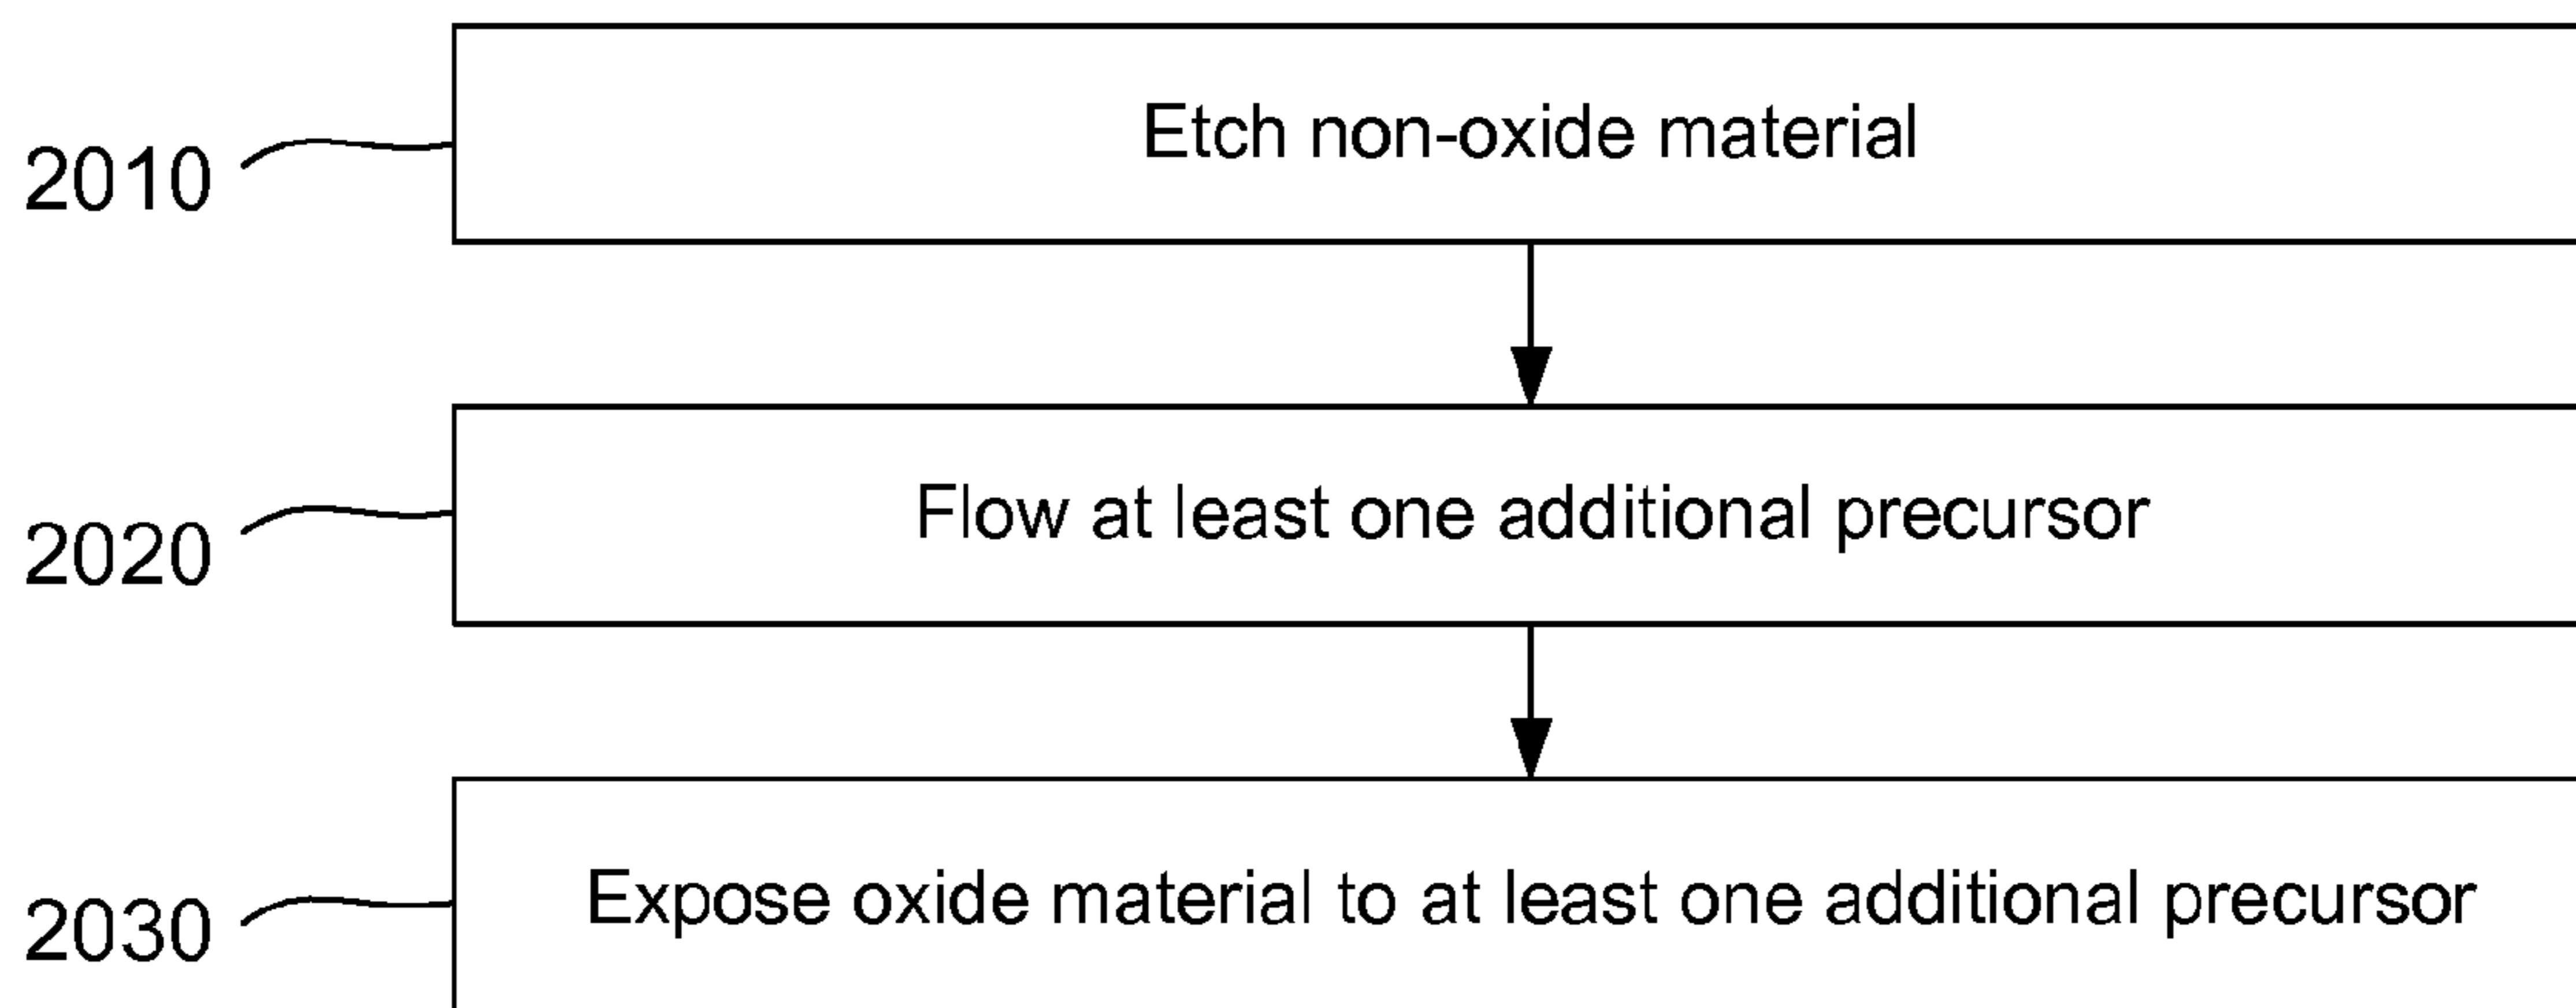 2010 Etch non-oxide material
2020 Flow at least one additional precursor
2030 Expose oxide material to at least one additional precursor